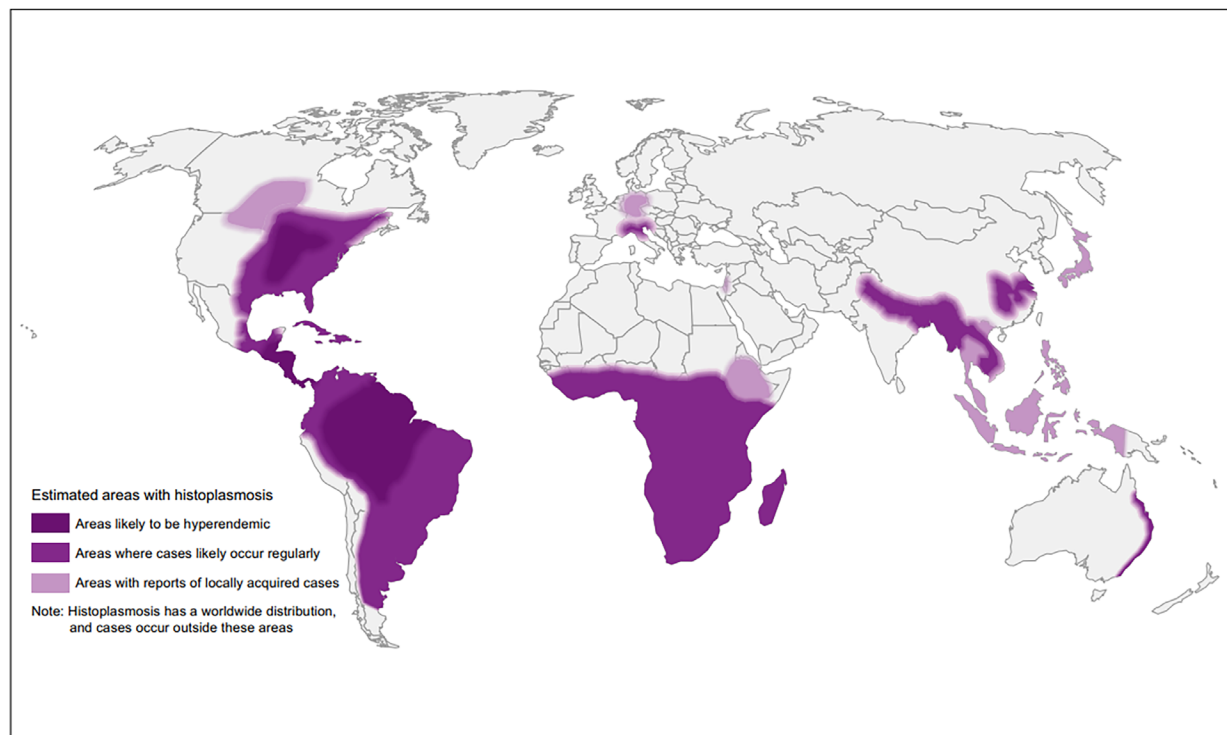 Estimated areas with histoplasmosis
Areas likely to be hyperendemic
Areas where cases likely occur regularly
Areas with reports of locally acquired cases
Note: Histoplasmosis has a worldwide distribution,
and cases occur outside these areas